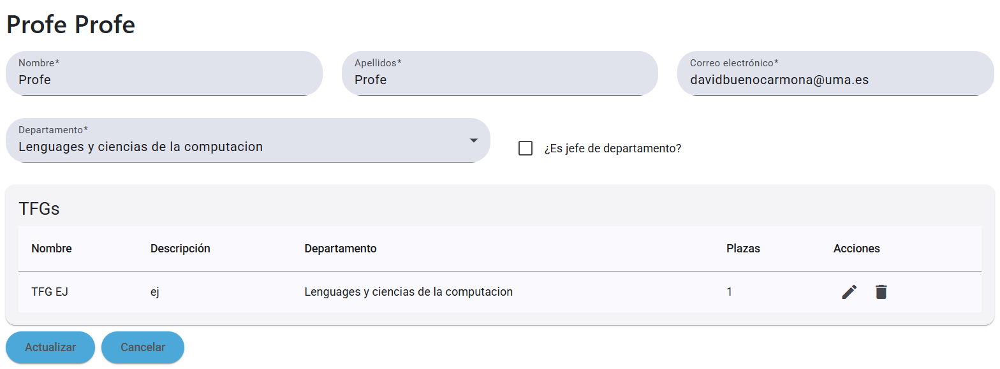 Profe Profe
Nombre* Apellidos* Correo electrónico*
Profe Profe davidbuenocarmona@uma.es
Departamento*
Lenguages y ciencias de la computacion
¿Es jefe de departamento?
TFGs
Nombre Descripción Departamento Plazas Acciones
TFG EJ ej Lenguages y ciencias de la computacion 1
Actualizar Cancelar